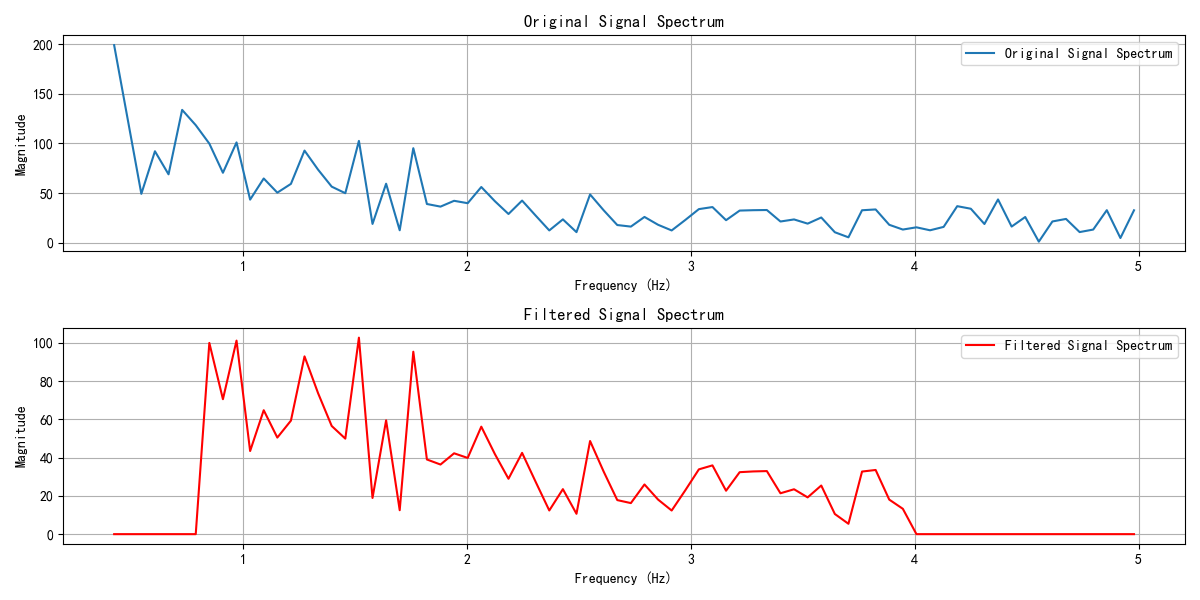 Original Signal Spectrum
200
150
100
50
0
Magnitude
Original Signal Spectrum
1 2 3 4 5
Frequency (Hz)
Filtered Signal Spectrum
100
80
60
40
20
0
Magnitude
Filtered Signal Spectrum
1 2 3 4 5
Frequency (Hz)